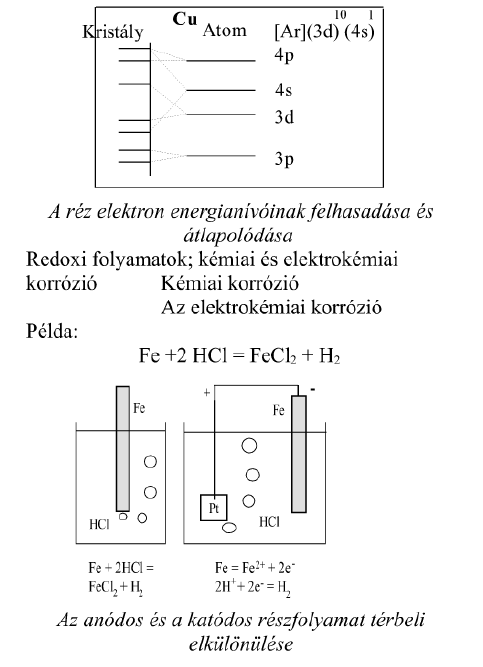 Cu
Kristály Atom [Ar](3d)¹⁰(4s)¹
4p
4s
3d
3p
A réz elektron energianívóinak felhasadása és
átlapolódása
Redoxi folyamatok; kémiai és elektrokémiai
korrózió Kémiai korrózió
Az elektrokémiai korrózió
Példa:
Fe +2 HCl = FeCl₂ + H₂
Fe
HCl
+ -
Fe
Pt
HCl
Fe + 2HCl =
FeCl₂ + H₂
Fe = Fe²⁺ + 2e⁻
2H⁺ + 2e⁻ = H₂
Az anódos és a katódos részfolyamat térbeli
elkülönülése